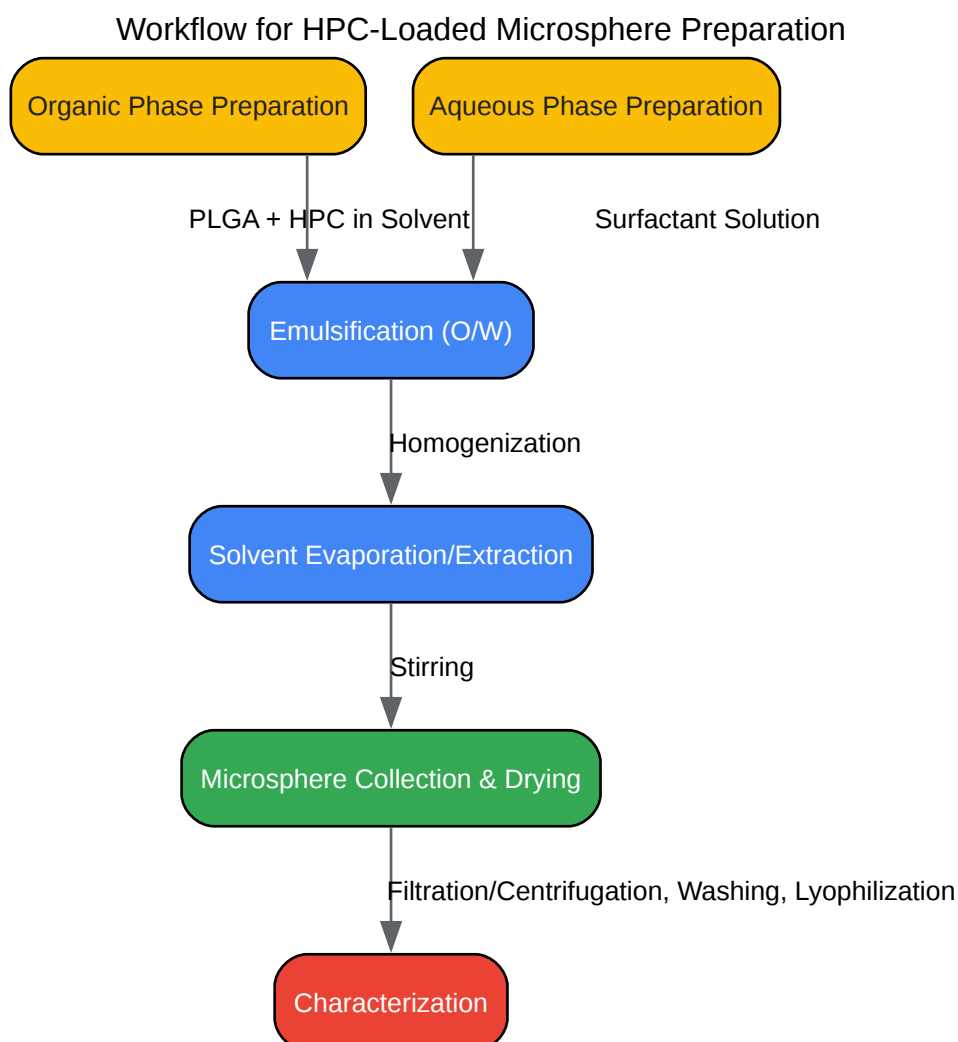 Workflow for HPC-Loaded Microsphere Preparation
Organic Phase Preparation
Aqueous Phase Preparation
PLGA + HPC in Solvent
Surfactant Solution
Emulsification (O/W)
Homogenization
Solvent Evaporation/Extraction
Stirring
Microsphere Collection & Drying
Filtration/Centrifugation, Washing, Lyophilization
Characterization